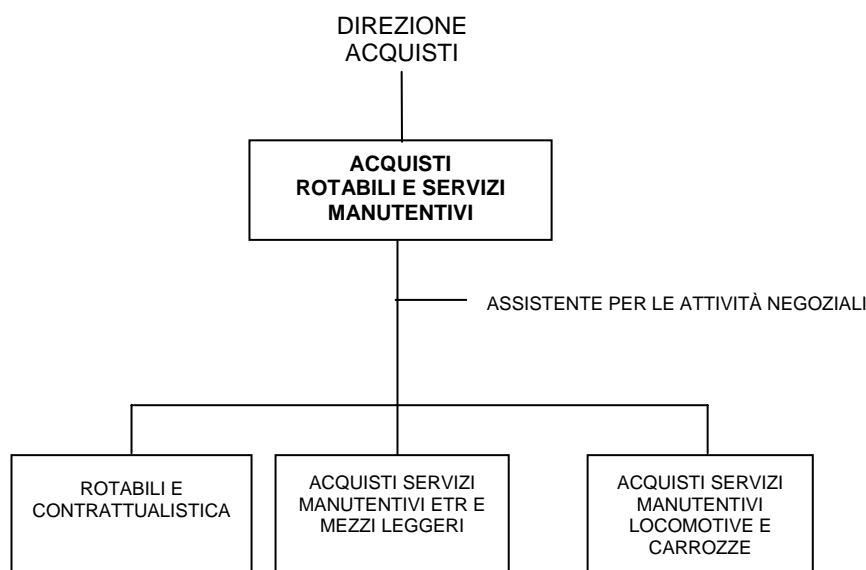 DIREZIONE
ACQUISTI
ACQUISTI
ROTABILI E SERVIZI
MANUTENTIVI
ASSISTENTE PER LE ATTIVITÀ NEGOZIALI
ROTABILI E
CONTRATTUALISTICA
ACQUISTI SERVIZI
MANUTENTIVI ETR E
MEZZI LEGGERI
ACQUISTI SERVIZI
MANUTENTIVI
LOCOMOTIVE E
CARROZZE